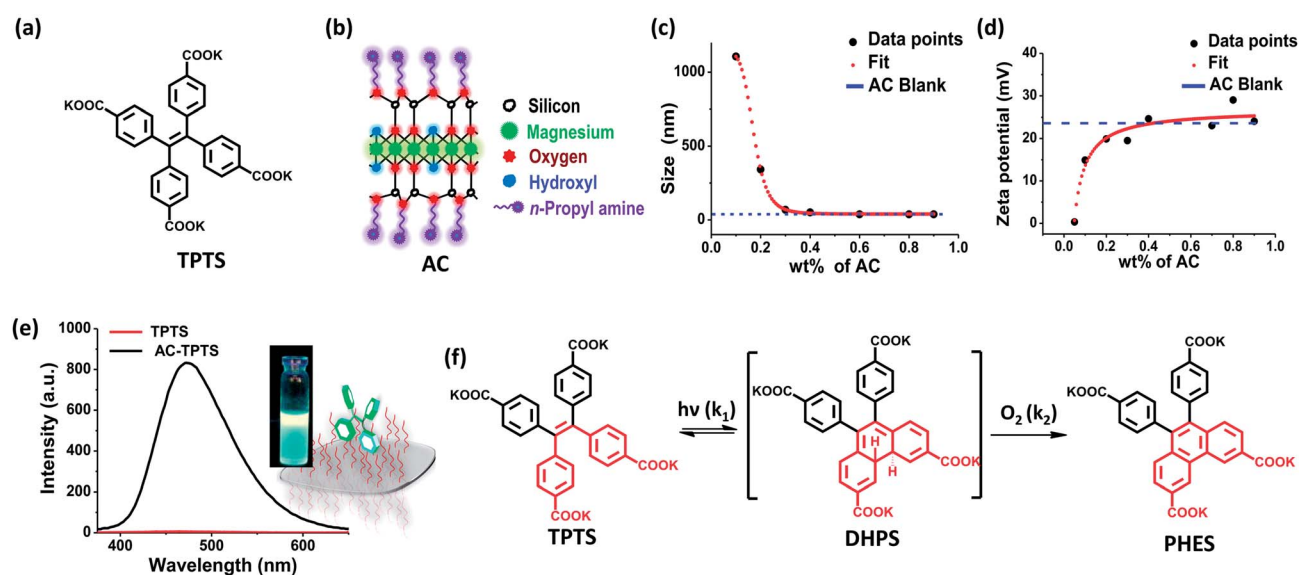 (a)
COOK
KOOC
COOK
COOK
TPTS
(b)
Silicon
Magnesium
Oxygen
Hydroxyl
n-Propyl amine
AC
(c)
Data points
Fit
AC Blank
1000
500
0
Size (nm)
0.0 0.2 0.4 0.6 0.8 1.0
wt% of AC
(d)
Data points
Fit
AC Blank
40
30
20
10
0
Zeta potential (mV)
0.0 0.2 0.4 0.6 0.8 1.0
wt% of AC
(e)
TPTS
AC-TPTS
1000
800
600
400
200
0
Intensity (a.u.)
400 500 600
Wavelength (nm)
(f)
COOK
KOOC
COOK
COOK
TPTS
hν (k1)
COOK
KOOC
H
H
COOK
COOK
DHPS
O2 (k2)
COOK
KOOC
COOK
COOK
PHES